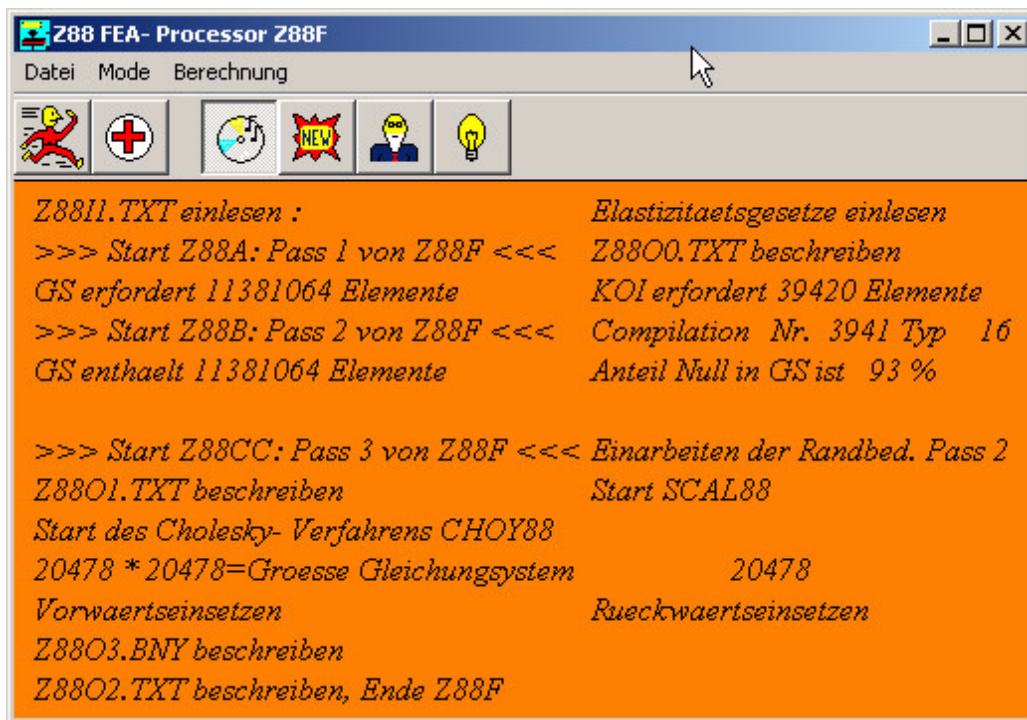 Z88 FEA- Processor Z88F
Datei Mode Berechnung
NEW
Z88I1.TXT einlesen : Elastizitaetsgesetze einlesen
>>> Start Z88A: Pass 1 von Z88F <<< Z88O0.TXT beschreiben
GS erfordert 11381064 Elemente KOI erfordert 39420 Elemente
>>> Start Z88B: Pass 2 von Z88F <<< Compilation Nr. 3941 Typ 16
GS enthaelt 11381064 Elemente Anteil Null in GS ist 93 %
>>> Start Z88CC: Pass 3 von Z88F <<< Einarbeiten der Randbed. Pass 2
Z88O1.TXT beschreiben Start SCAL88
Start des Cholesky- Verfahrens CHOY88
20478 * 20478=Groesse Gleichungsystem 20478
Vorwaertseinsetzen Rueckwaertseinsetzen
Z88O3.BNY beschreiben
Z88O2.TXT beschreiben, Ende Z88F